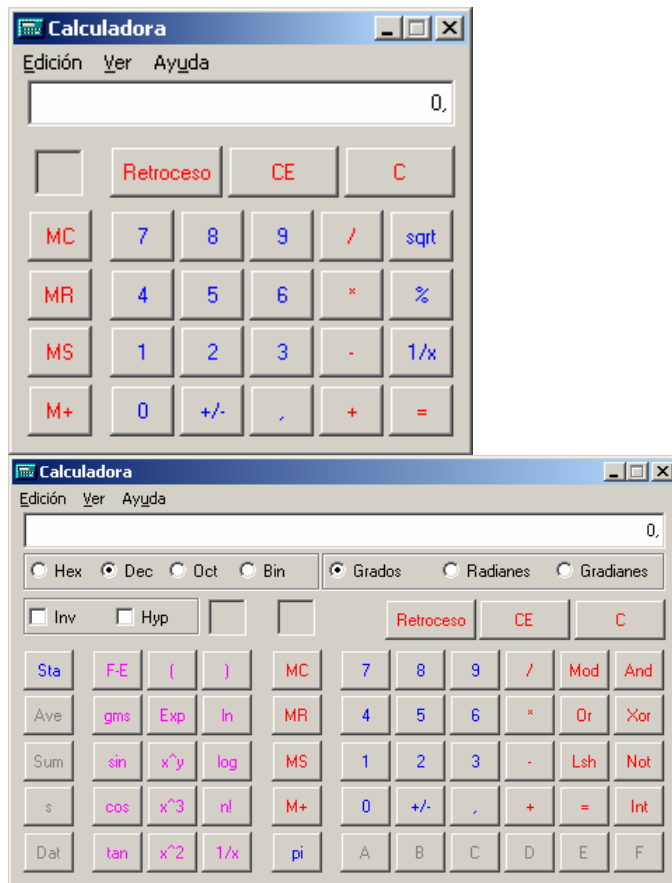 Calculadora
Edición Ver Ayuda
0,
Retroceso CE C
MC 7 8 9 / sqrt
MR 4 5 6 * %
MS 1 2 3 - 1/x
M+ 0 +/- , + =
Calculadora
Edición Ver Ayuda
0,
Hex Dec Oct Bin Grados Radianes Gradianes
Inv Hyp Retroceso CE C
Sta F-E ( ) MC 7 8 9 / Mod And
Ave gms Exp ln MR 4 5 6 * Or Xor
Sum sin x^y log MS 1 2 3 - Lsh Not
s cos x^3 n! M+ 0 +/- , + = Int
Dat tan x^2 1/x pi A B C D E F